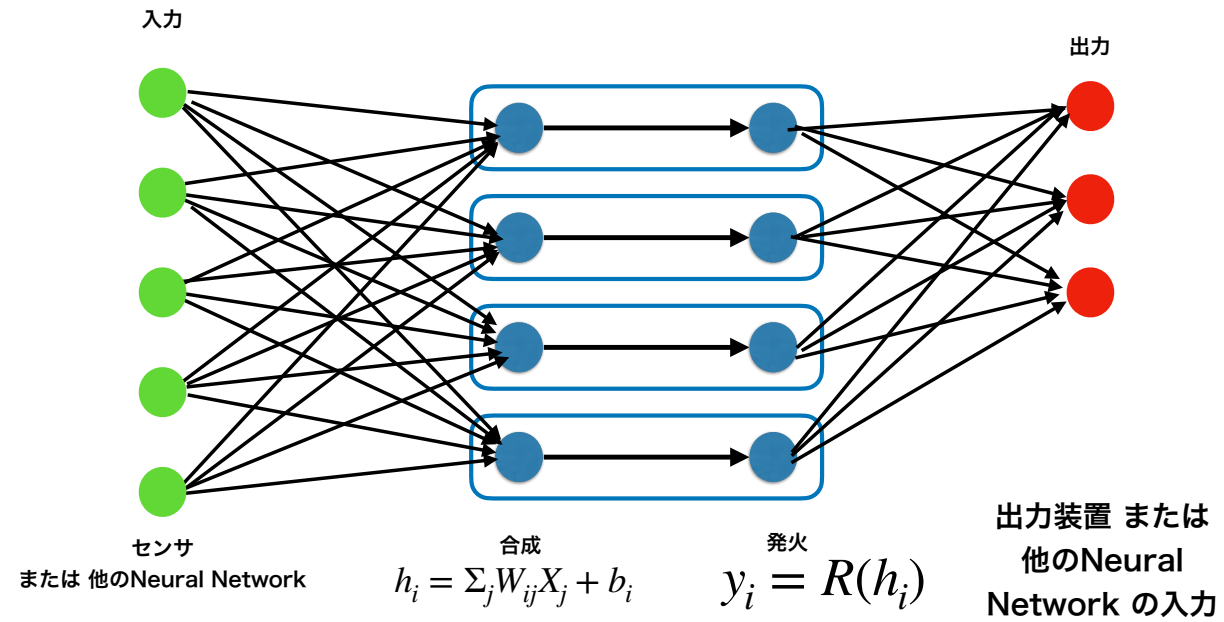 入力
出力
センサ
または 他のNeural Network
合成
h_i = Σ_j W_{ij} X_j + b_i
発火
y_i = R(h_i)
出力装置 または
他のNeural
Network の入力